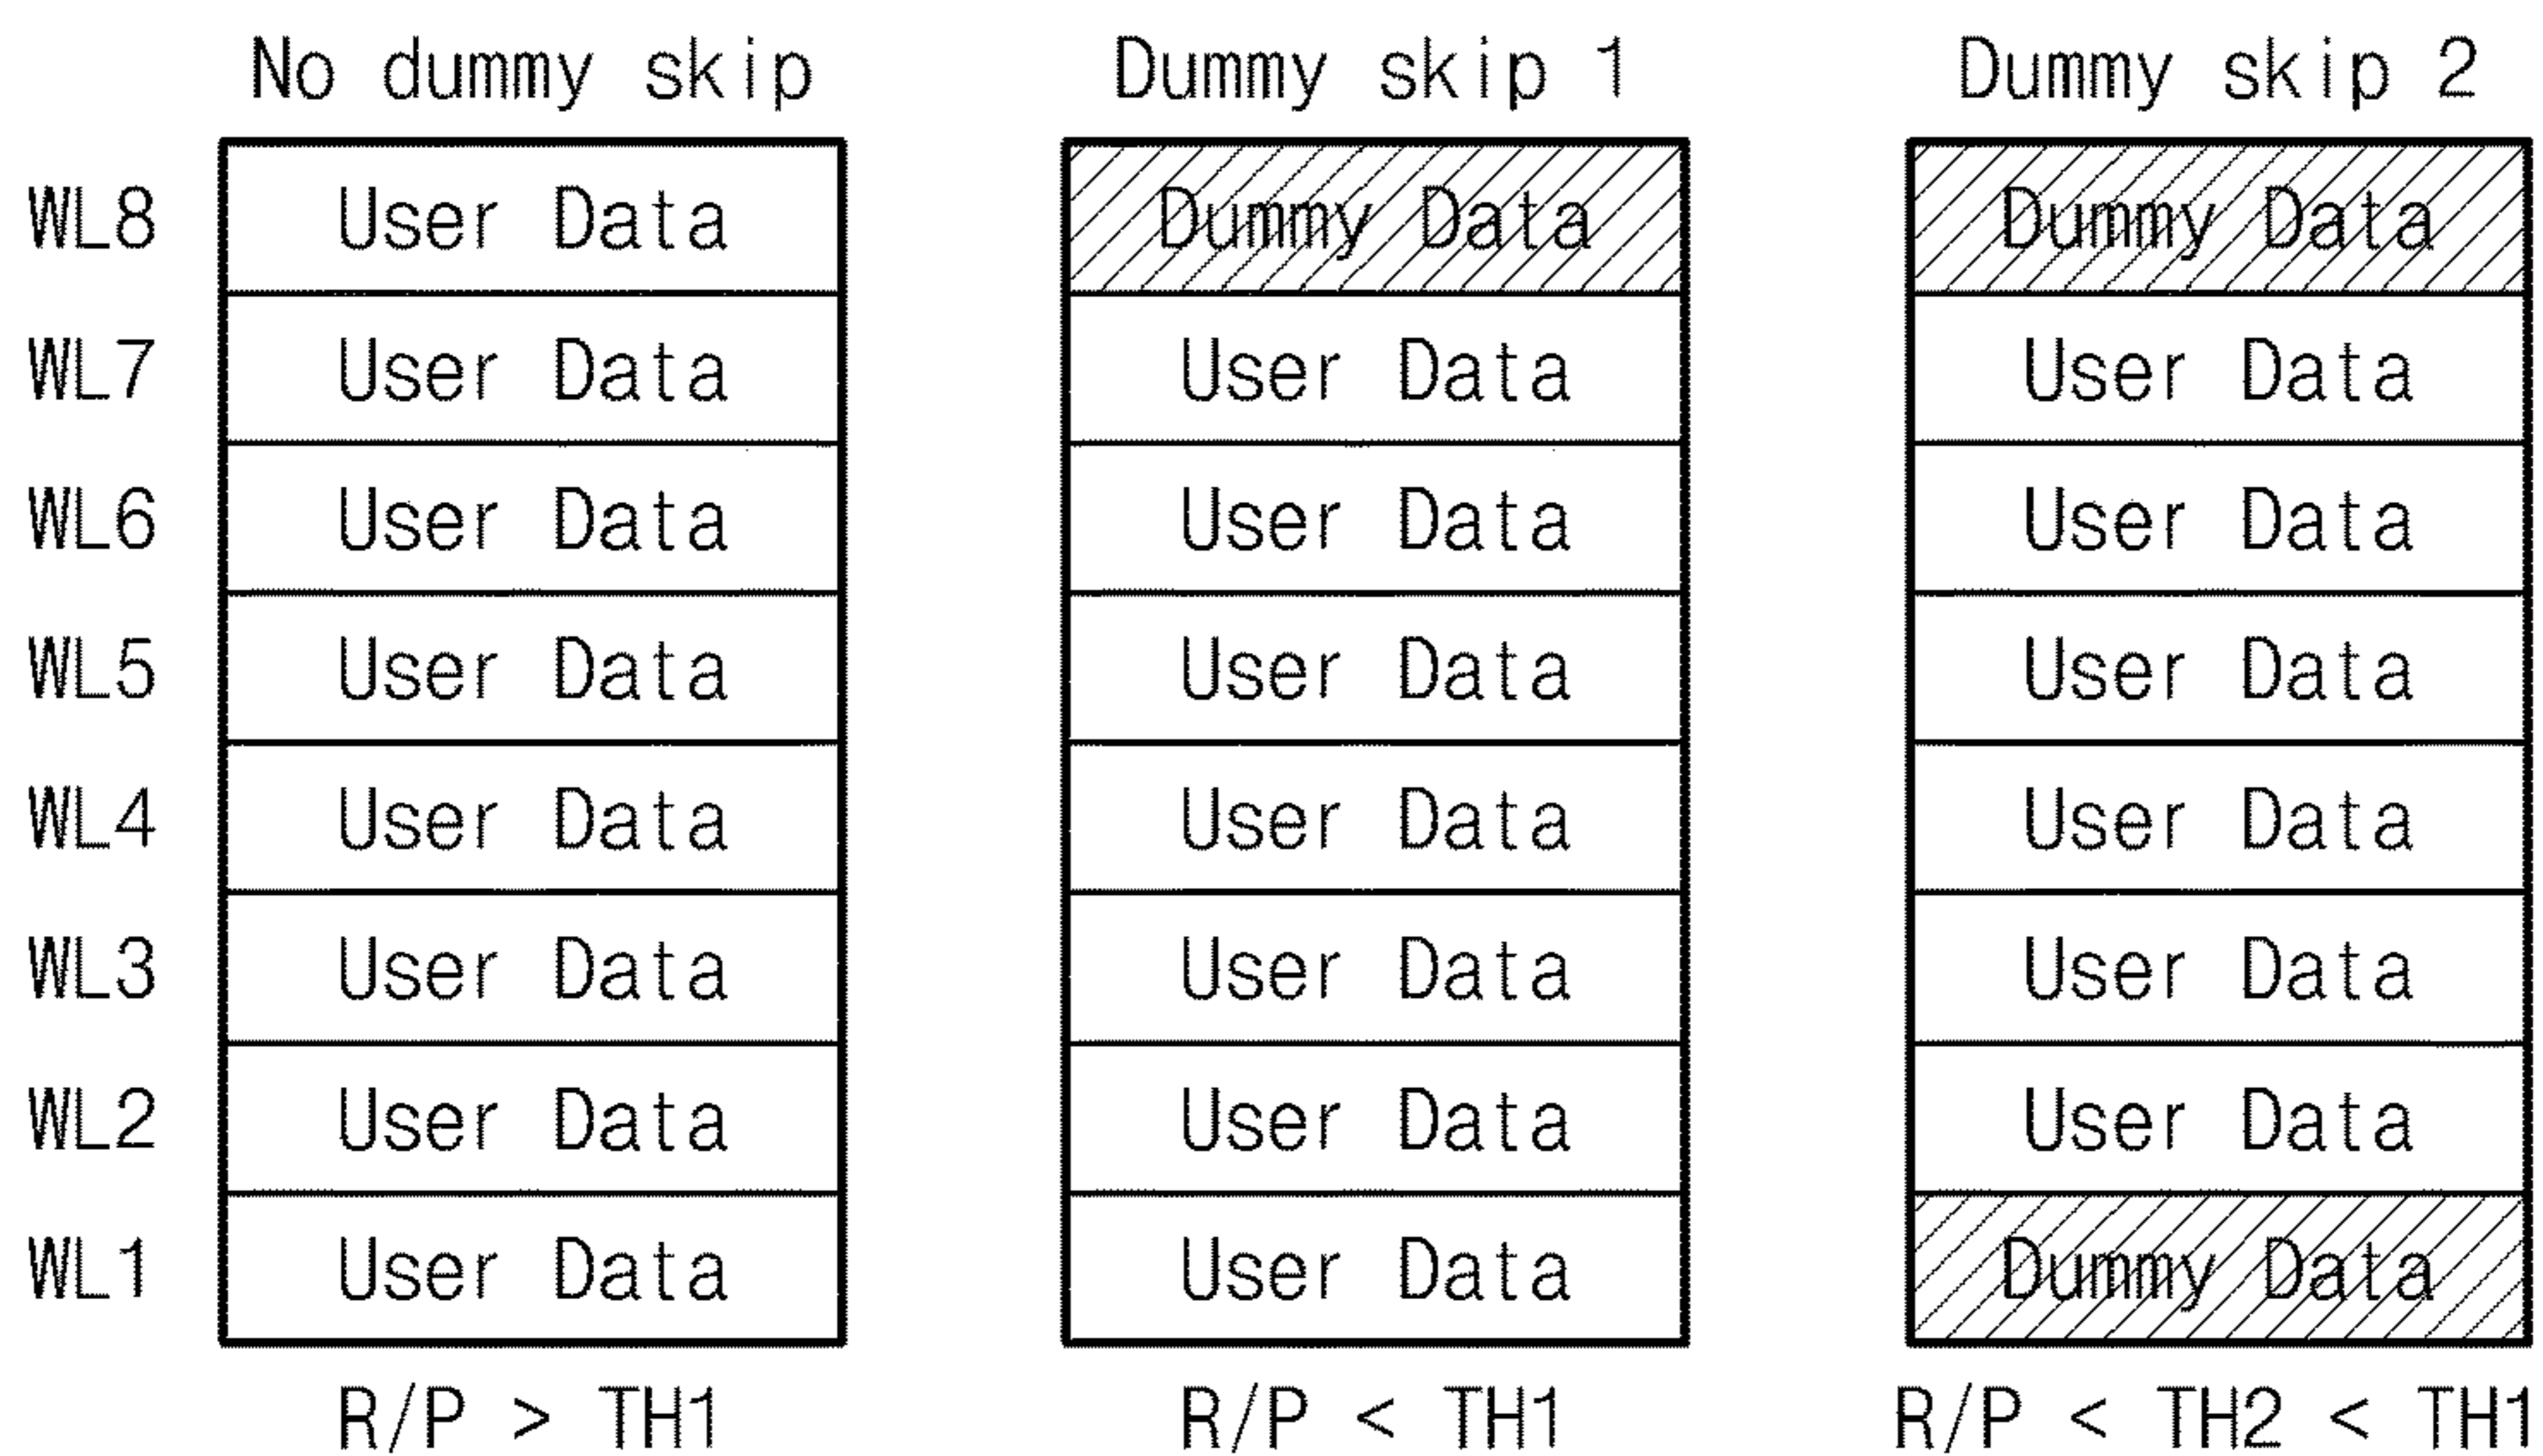 No dummy skip Dummy skip 1 Dummy skip 2
WL8 User Data Dummy Data Dummy Data
WL7 User Data User Data User Data
WL6 User Data User Data User Data
WL5 User Data User Data User Data
WL4 User Data User Data User Data
WL3 User Data User Data User Data
WL2 User Data User Data User Data
WL1 User Data User Data Dummy Data
R/P > TH1 R/P < TH1 R/P < TH2 < TH1